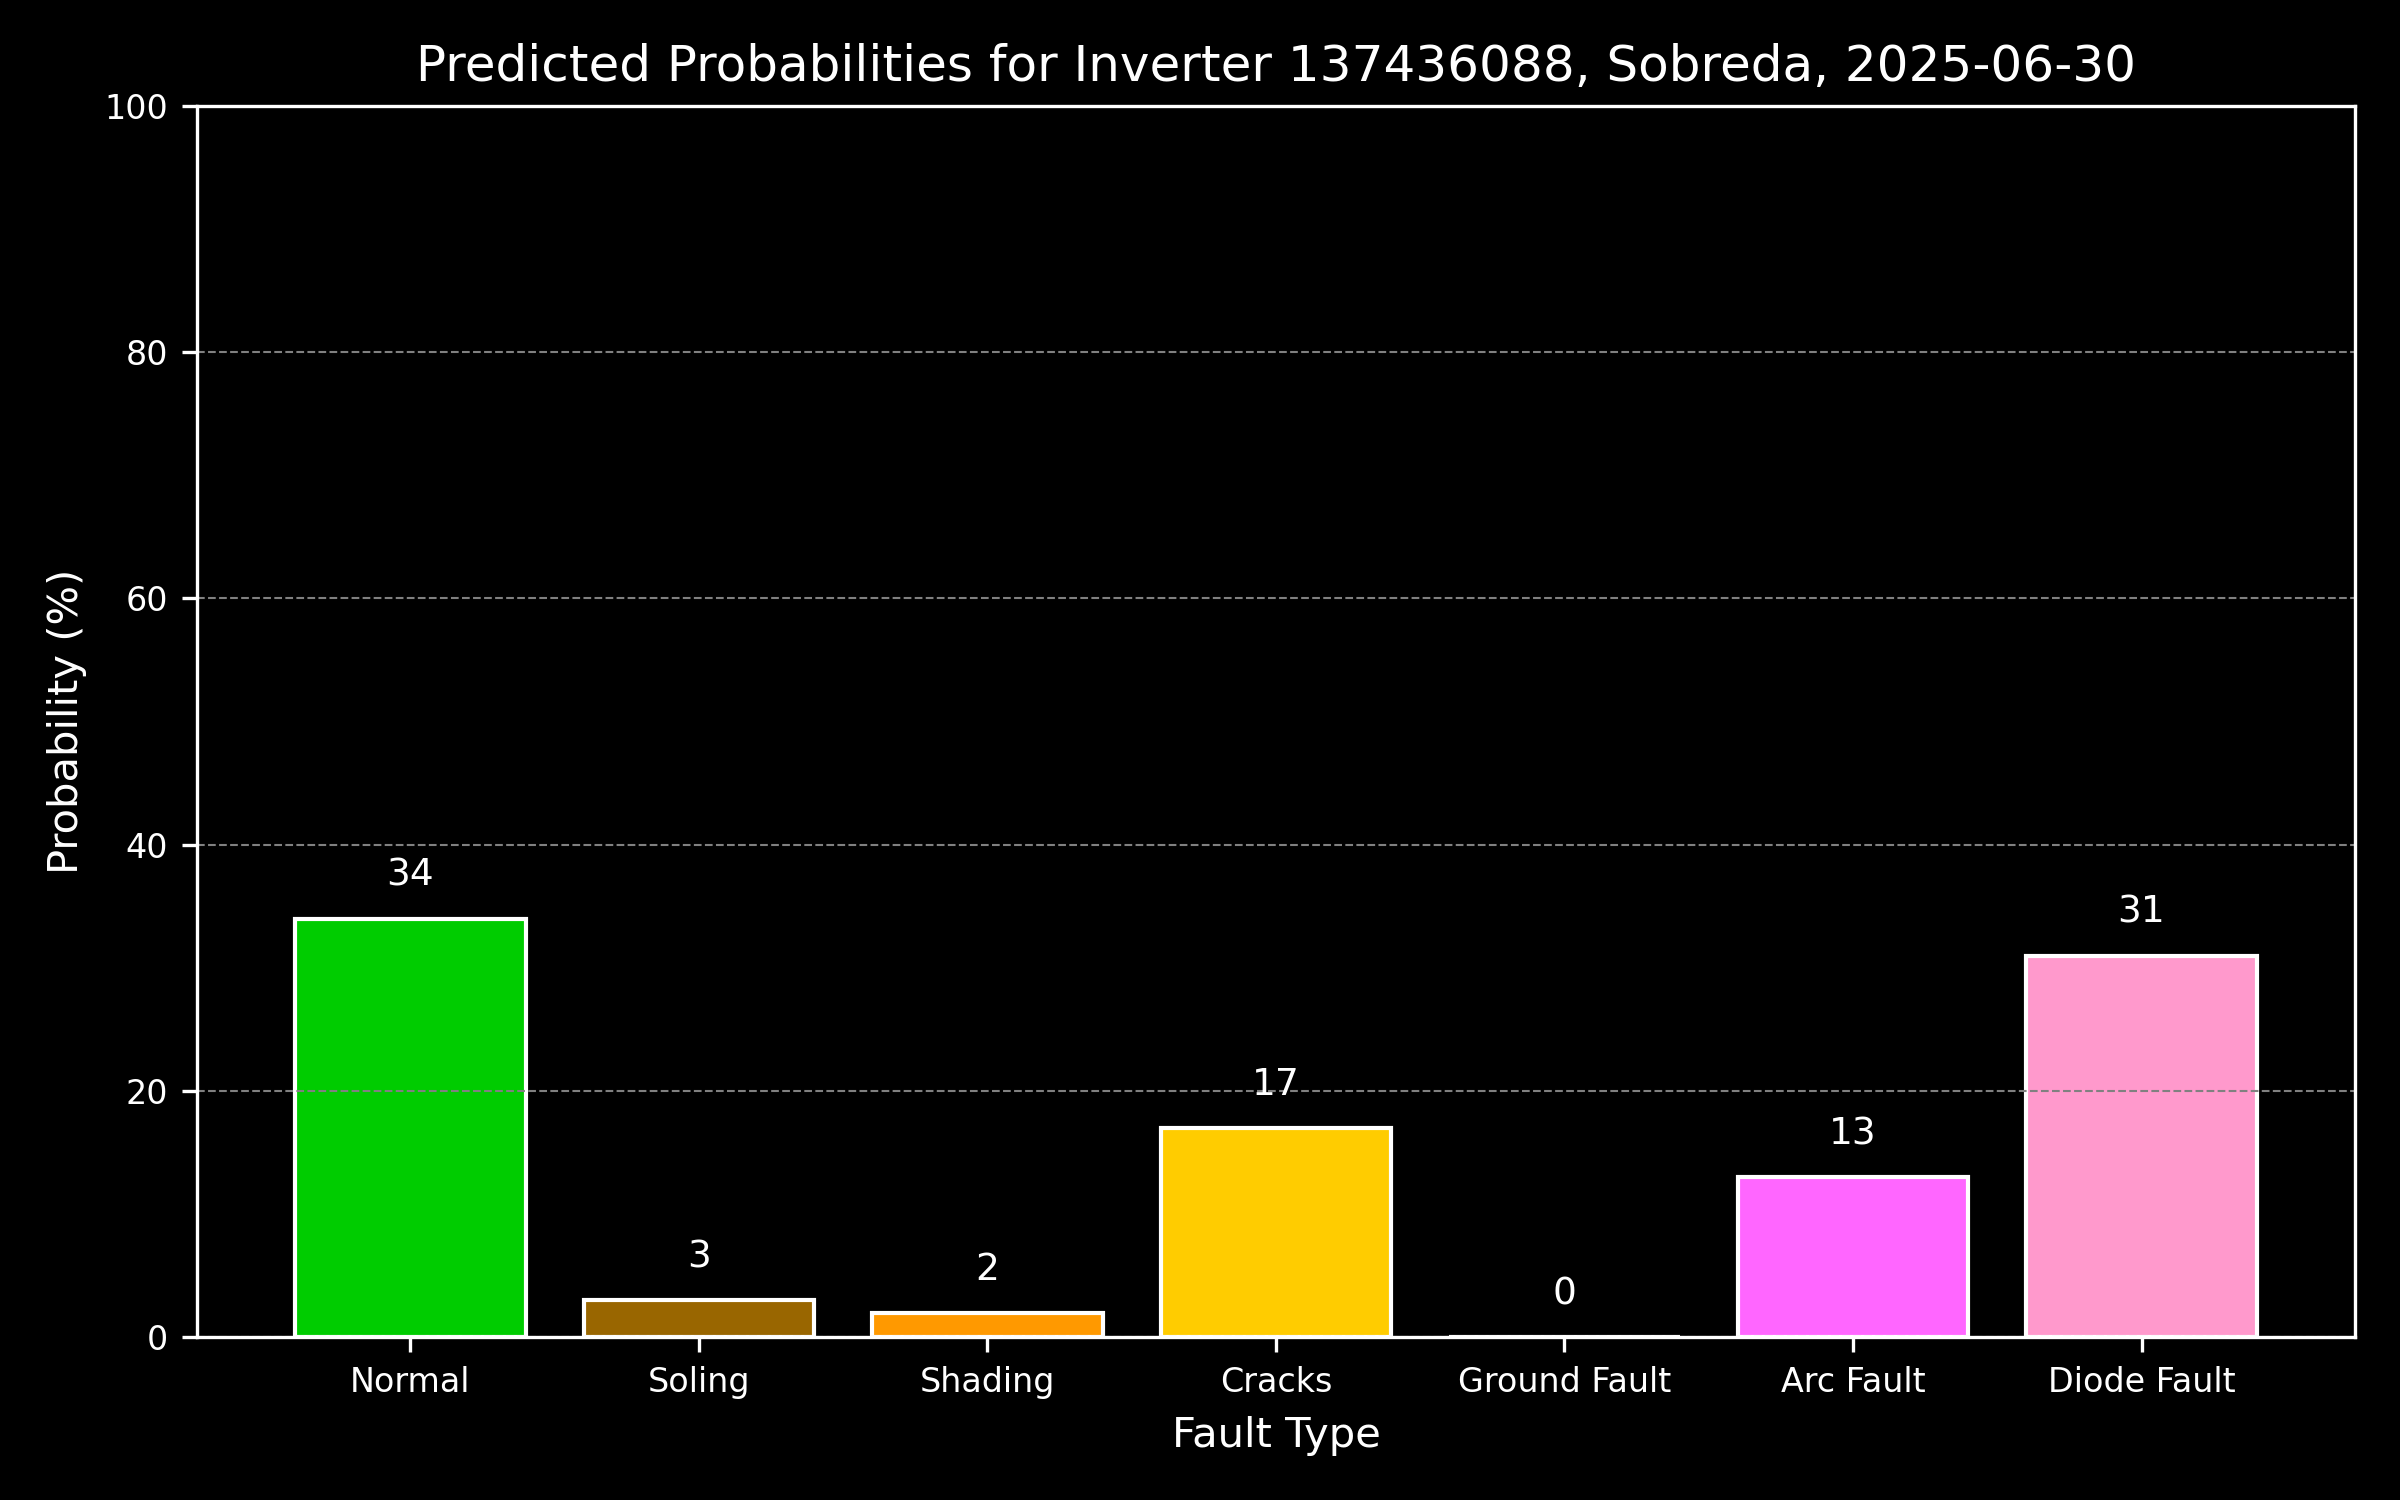 Predicted Probabilities for Inverter 137436088, Sobreda, 2025-06-30
Probability (%)
100
80
60
40
20
0
34
3
2
17
0
13
31
Normal
Soling
Shading
Cracks
Ground Fault
Arc Fault
Diode Fault
Fault Type